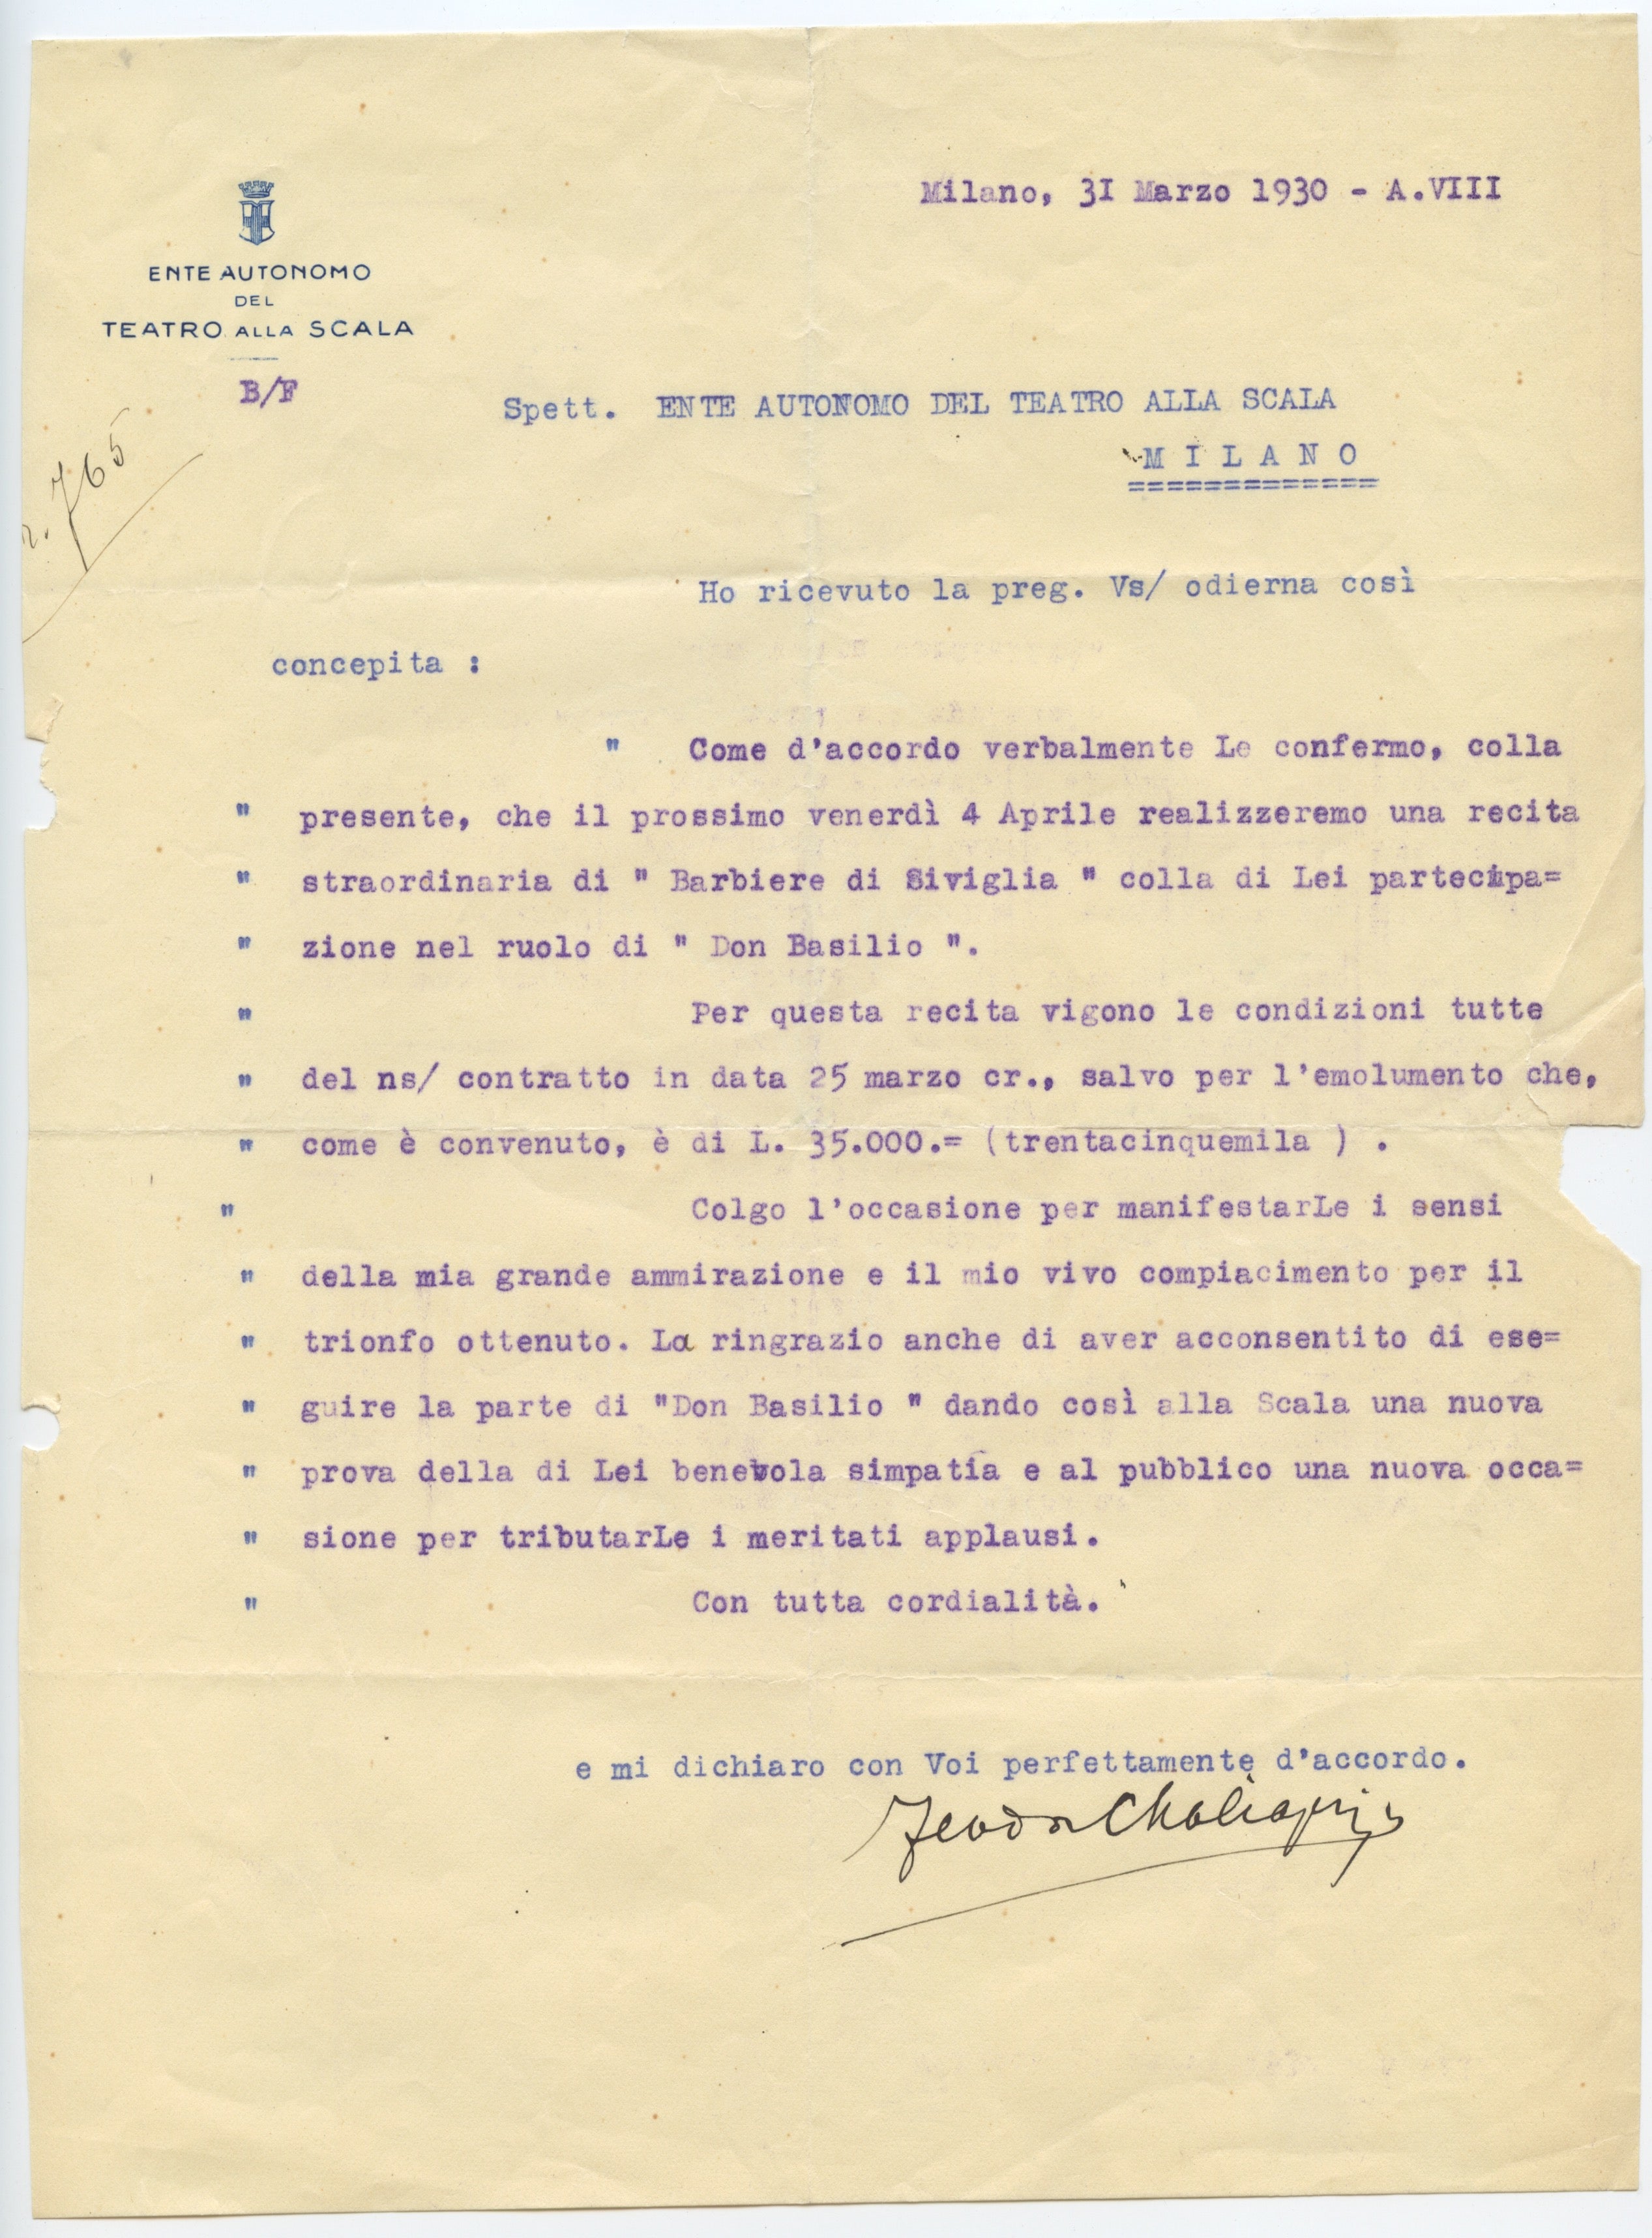 Milano, 3I Marzo 1930 - A.VIII
ENTE AUTONOMO
DEL
TEATRO ALLA SCALA
B/F
765
Spett. ENTE AUTONOMO DEL TEATRO ALLA SCALA
M I L A N O
=============
Ho ricevuto la preg. Vs/ odierna così
concepita :
" Come d'accordo verbalmente Le confermo, colla
" presente, che il prossimo venerdì 4 Aprile realizzeremo una recita
" straordinaria di " Barbiere di Siviglia " colla di Lei partecipa=
" zione nel ruolo di " Don Basilio ".
" Per questa recita vigono le condizioni tutte
" del ns/ contratto in data 25 marzo cr., salvo per l'emolumento che,
" come è convenuto, è di L. 35.000.= (trentacinquemila ) .
" Colgo l'occasione per manifestarLe i sensi
" della mia grande ammirazione e il mio vivo compiacimento per il
" trionfo ottenuto. La ringrazio anche di aver acconsentito di ese=
" guire la parte di "Don Basilio " dando così alla Scala una nuova
" prova della di Lei benevola simpatia e al pubblico una nuova occa=
" sione per tributarLe i meritati applausi.
" Con tutta cordialità.
e mi dichiaro con Voi perfettamente d'accordo.
Feodor Chaliapin